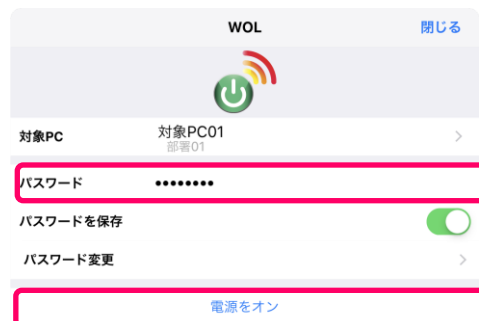 WOL 閉じる
対象PC 対象PC01
部署01
パスワード ••••••••
パスワードを保存
パスワード変更
電源をオン